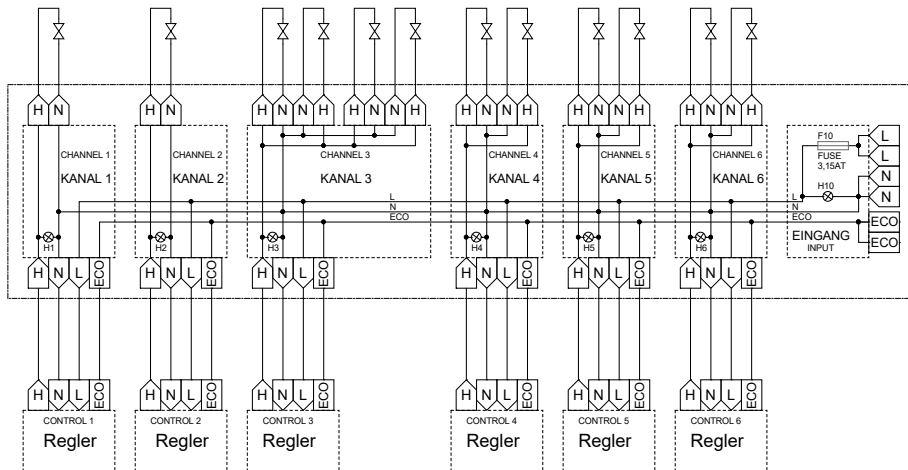 H N H N H N N H H N N H H N N H H N N H H N N H
CHANNEL 1 CHANNEL 2 CHANNEL 3 CHANNEL 4 CHANNEL 5 CHANNEL 6
KANAL 1 KANAL 2 KANAL 3 KANAL 4 KANAL 5 KANAL 6
F10
FUSE
3,15AT
L
L
H10
N
N
L L
N N
ECO ECO
ECO
ECO
EINGANG
INPUT
H1 H2 H3 H4 H5 H6
H N L ECO H N L ECO H N L ECO H N L ECO H N L ECO H N L ECO
H N L ECO H N L ECO H N L ECO H N L ECO H N L ECO H N L ECO
CONTROL 1 CONTROL 2 CONTROL 3 CONTROL 4 CONTROL 5 CONTROL 6
Regler Regler Regler Regler Regler Regler